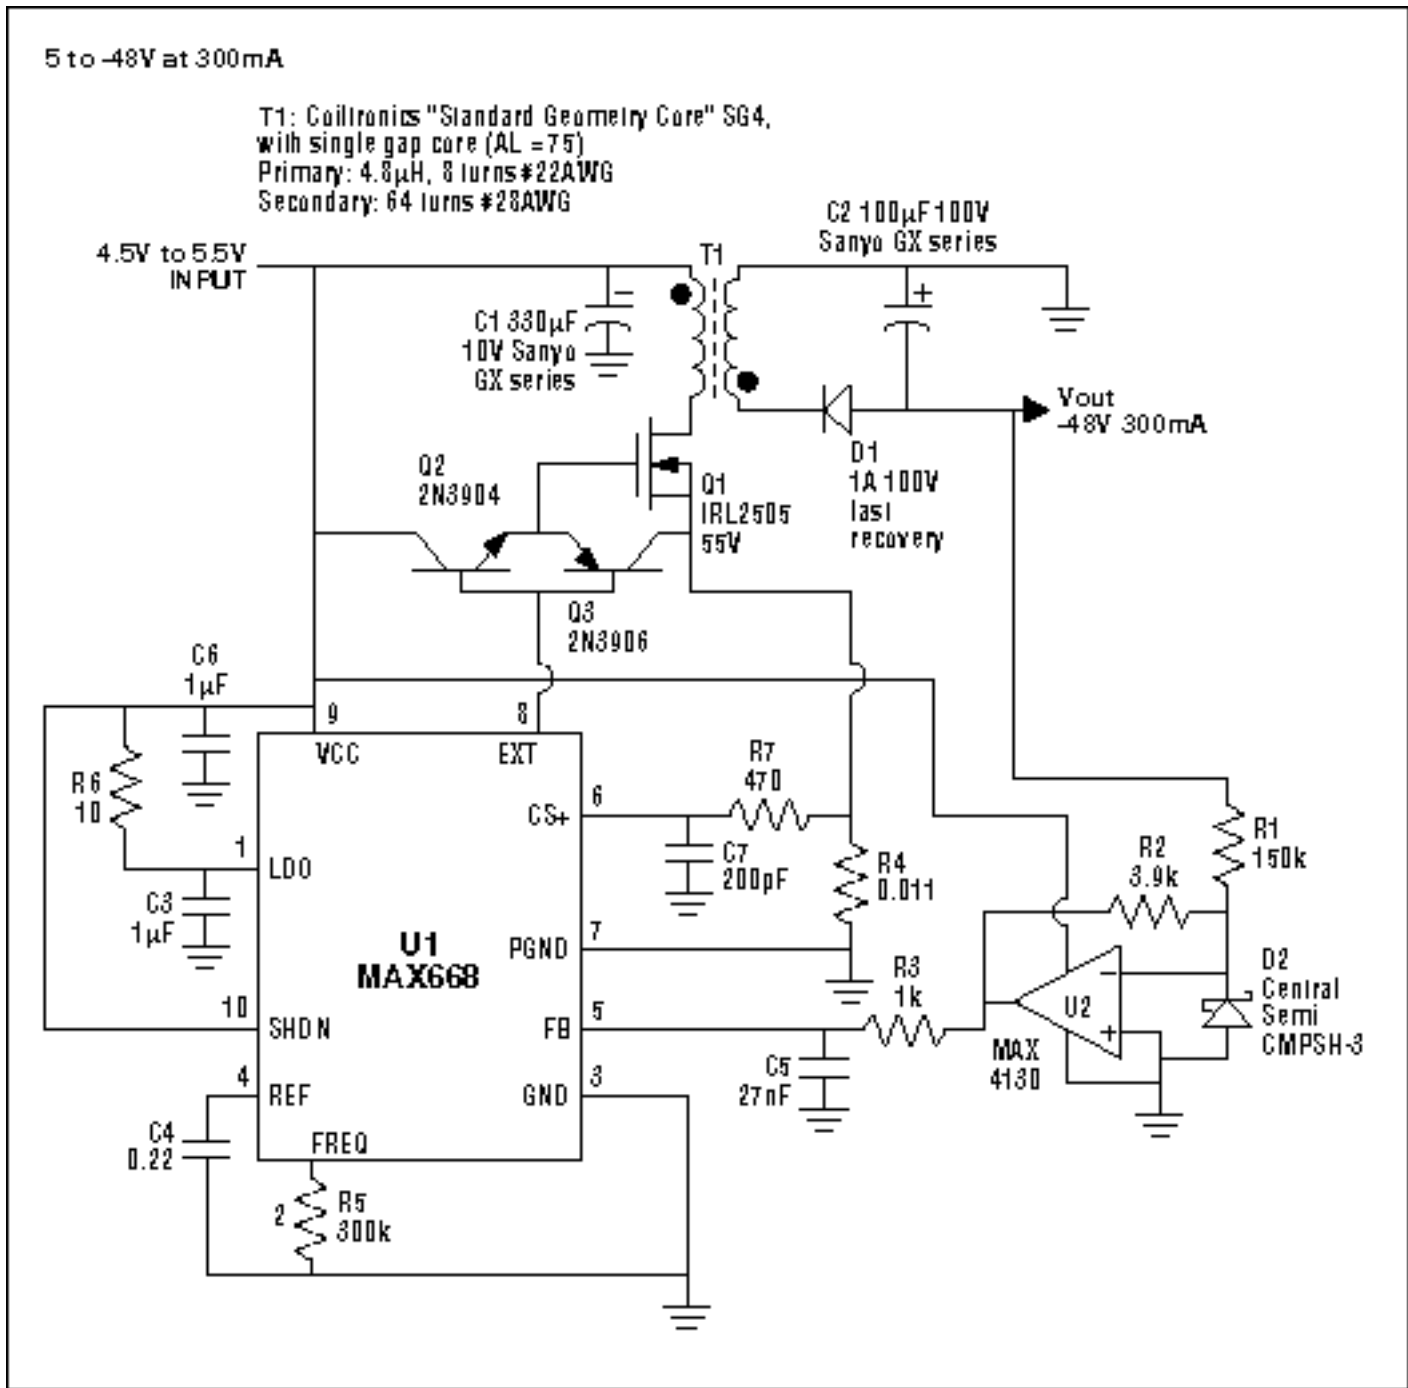 5 to -48V at 300mA
T1: Coiltronics "Standard Geometry Core" SG4,
with single gap core (AL =75)
Primary: 4.8µH, 8 turns #22AWG
Secondary: 64 turns #28AWG
C2 100µF 100V
Sanyo GX series
4.5V to 5.5V
INPUT
T1
C1 330µF
10V Sanyo
GX series
−
+
Vout
-48V 300mA
D1
1A 100V
fast
recovery
Q2
2N3904
Q1
IRL2505
55V
Q3
2N3906
C6
1µF
9
8
VCC
EXT
R6
10
R7
470
6
CS+
C7
200pF
R4
0.011
R1
150k
R2
3.9k
1
LDO
C3
1µF
U1
MAX668
7
PGND
R3
1k
D2
Central
Semi
CMPSH-3
−
U2
+
MAX
4130
10
SHDN
5
FB
C5
27nF
4
REF
3
GND
C4
0.22
FREQ
2
R5
300k